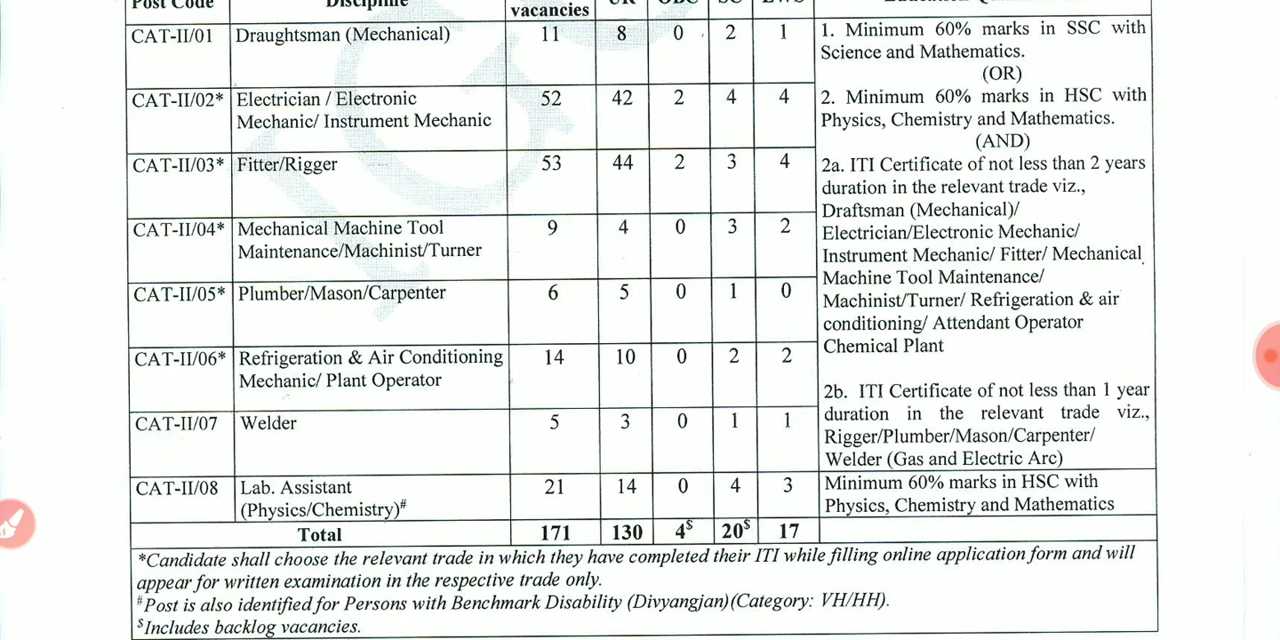 Post Code Discipline vacancies UR OBC SC EWS
CAT-II/01 Draughtsman (Mechanical) 11 8 0 2 1
CAT-II/02* Electrician / Electronic Mechanic/ Instrument Mechanic 52 42 2 4 4
CAT-II/03* Fitter/Rigger 53 44 2 3 4
CAT-II/04* Mechanical Machine Tool Maintenance/Machinist/Turner 9 4 0 3 2
CAT-II/05* Plumber/Mason/Carpenter 6 5 0 1 0
CAT-II/06* Refrigeration & Air Conditioning Mechanic/ Plant Operator 14 10 0 2 2
CAT-II/07 Welder 5 3 0 1 1
CAT-II/08 Lab. Assistant (Physics/Chemistry)# 21 14 0 4 3
Total 171 130 4$ 20$ 17
1. Minimum 60% marks in SSC with
Science and Mathematics.
(OR)
2. Minimum 60% marks in HSC with
Physics, Chemistry and Mathematics.
(AND)
2a. ITI Certificate of not less than 2 years
duration in the relevant trade viz.,
Draftsman (Mechanical)/
Electrician/Electronic Mechanic/
Instrument Mechanic/ Fitter/ Mechanical
Machine Tool Maintenance/
Machinist/Turner/ Refrigeration & air
conditioning/ Attendant Operator
Chemical Plant
2b. ITI Certificate of not less than 1 year
duration in the relevant trade viz.,
Rigger/Plumber/Mason/Carpenter/
Welder (Gas and Electric Arc)
Minimum 60% marks in HSC with
Physics, Chemistry and Mathematics
*Candidate shall choose the relevant trade in which they have completed their ITI while filling online application form and will
appear for written examination in the respective trade only.
#Post is also identified for Persons with Benchmark Disability (Divyangjan)(Category: VH/HH).
$Includes backlog vacancies.